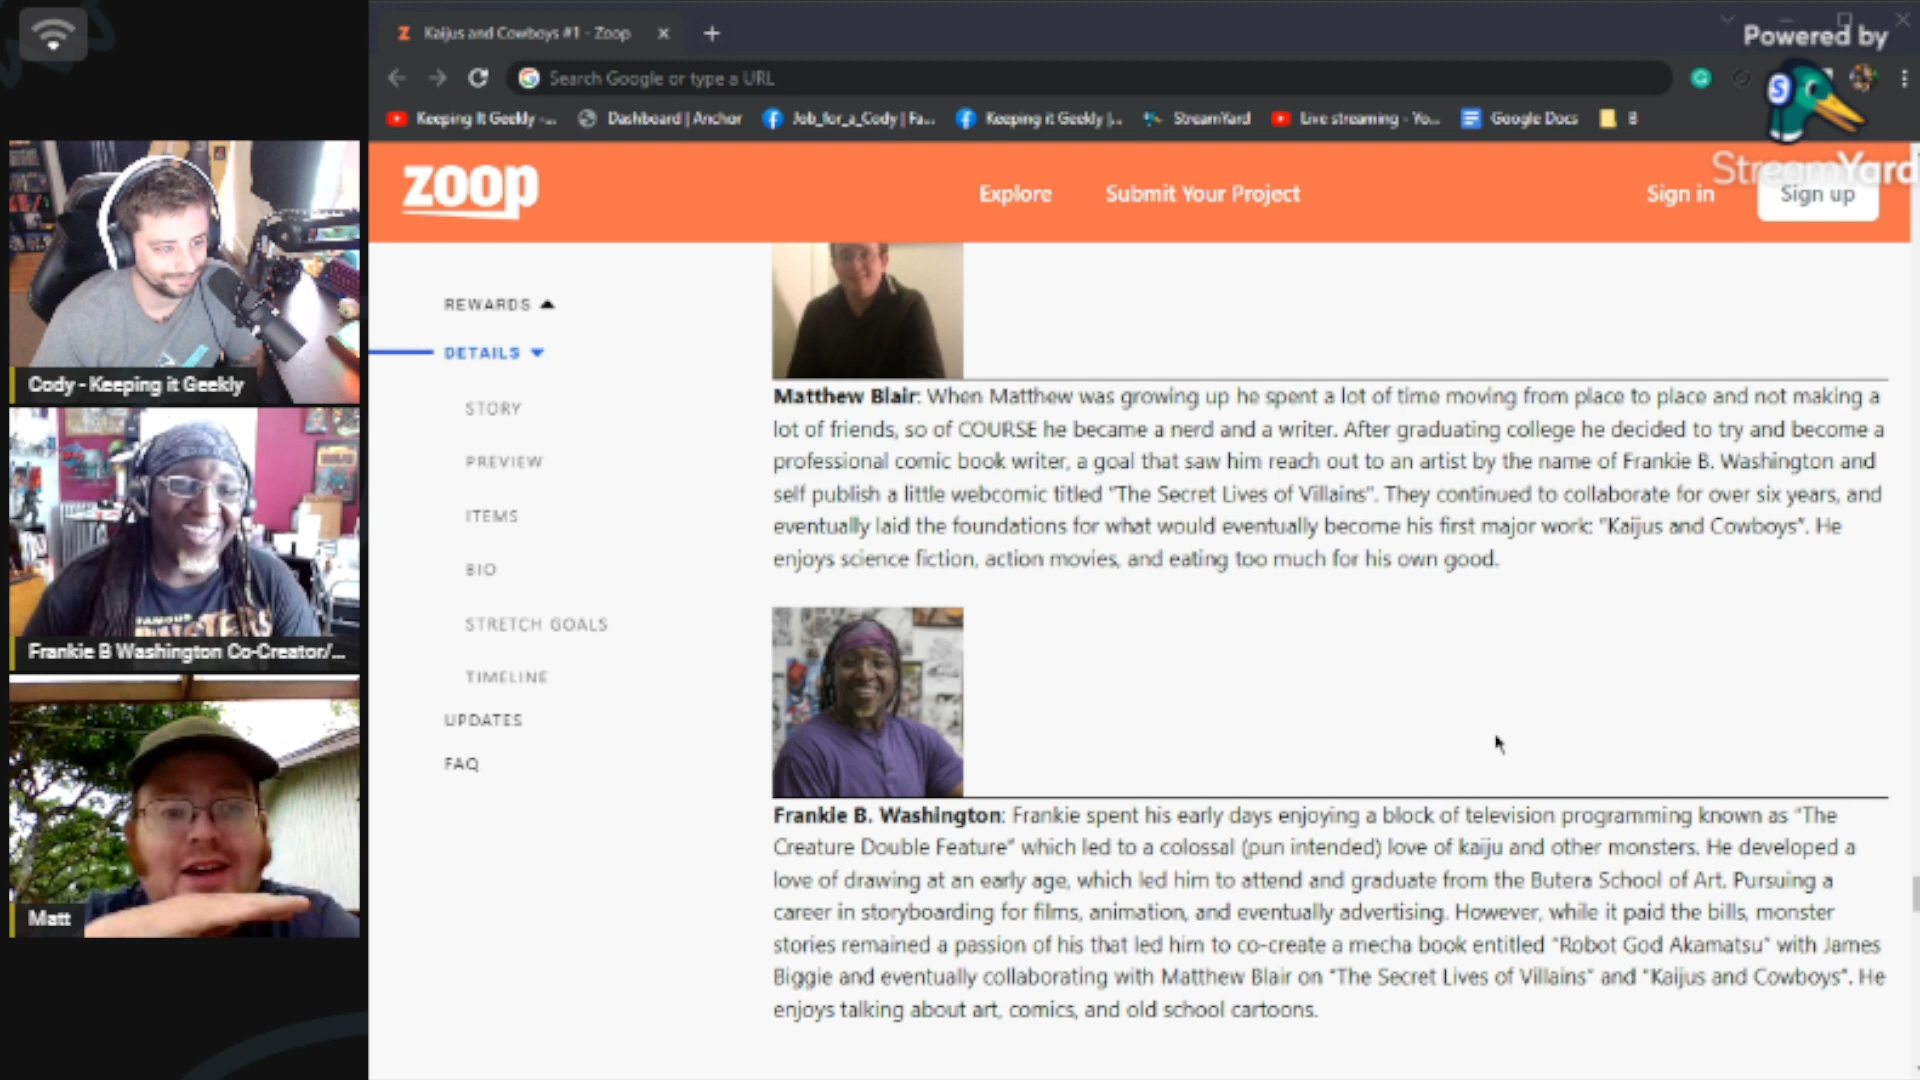 Kaijus and Cowboys #1 - Zoop
Powered by
Search Google or type a URL
S
Keeping It Geekly -...
Dashboard | Anchor
Job_for_a_Cody | Fa...
Keeping it Geekly |...
StreamYard
Live streaming - Yo...
Google Docs
B
StreamYard
zoop
Explore
Submit Your Project
Sign in
Sign up
REWARDS
DETAILS
STORY
PREVIEW
ITEMS
BIO
STRETCH GOALS
TIMELINE
UPDATES
FAQ
Matthew Blair: When Matthew was growing up he spent a lot of time moving from place to place and not making a
lot of friends, so of COURSE he became a nerd and a writer. After graduating college he decided to try and become a
professional comic book writer, a goal that saw him reach out to an artist by the name of Frankie B. Washington and
self publish a little webcomic titled "The Secret Lives of Villains". They continued to collaborate for over six years, and
eventually laid the foundations for what would eventually become his first major work: "Kaijus and Cowboys". He
enjoys science fiction, action movies, and eating too much for his own good.
Frankie B. Washington: Frankie spent his early days enjoying a block of television programming known as "The
Creature Double Feature" which led to a colossal (pun intended) love of kaiju and other monsters. He developed a
love of drawing at an early age, which led him to attend and graduate from the Butera School of Art. Pursuing a
career in storyboarding for films, animation, and eventually advertising. However, while it paid the bills, monster
stories remained a passion of his that led him to co-create a mecha book entitled "Robot God Akamatsu" with James
Biggie and eventually collaborating with Matthew Blair on "The Secret Lives of Villains" and "Kaijus and Cowboys". He
enjoys talking about art, comics, and old school cartoons.
Cody - Keeping it Geekly
FAMOUS
Frankie B Washington Co-Creator/...
Matt